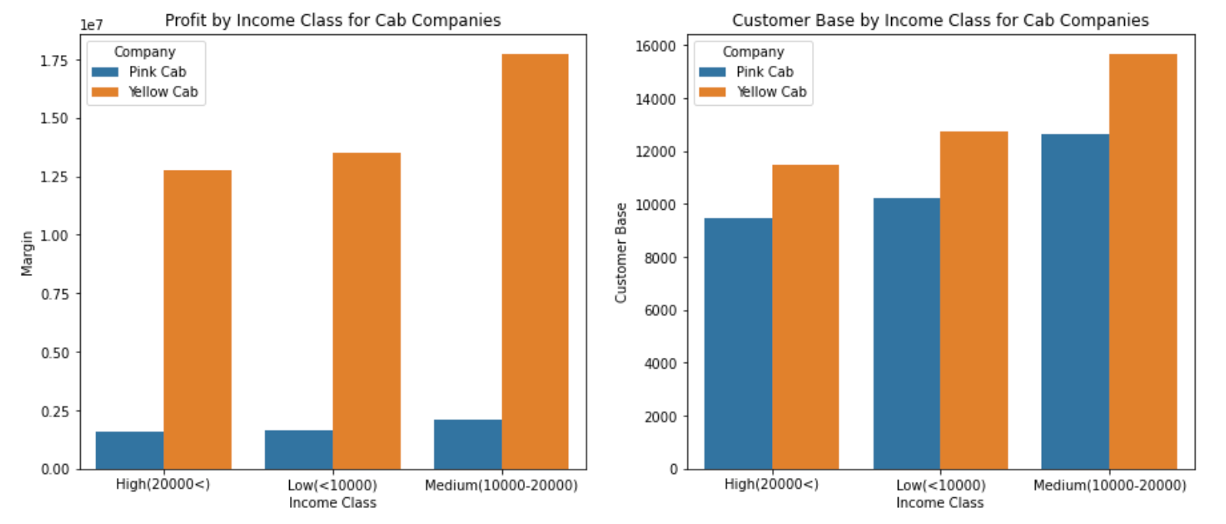 Profit by Income Class for Cab Companies
1e7
Company
Pink Cab
Yellow Cab
1.75
1.50
1.25
1.00
0.75
0.50
0.25
0.00
Margin
High(20000<)
Low(<10000)
Medium(10000-20000)
Income Class
Customer Base by Income Class for Cab Companies
Company
Pink Cab
Yellow Cab
16000
14000
12000
10000
8000
6000
4000
2000
0
Customer Base
High(20000<)
Low(<10000)
Medium(10000-20000)
Income Class